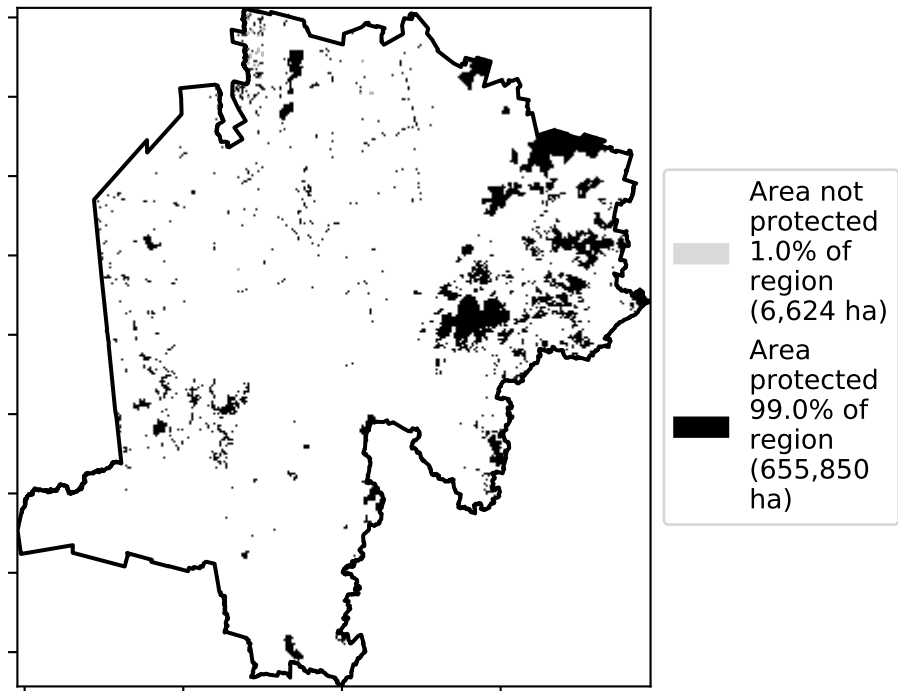 Area not
protected
1.0% of
region
(6,624 ha)
Area
protected
99.0% of
region
(655,850
ha)